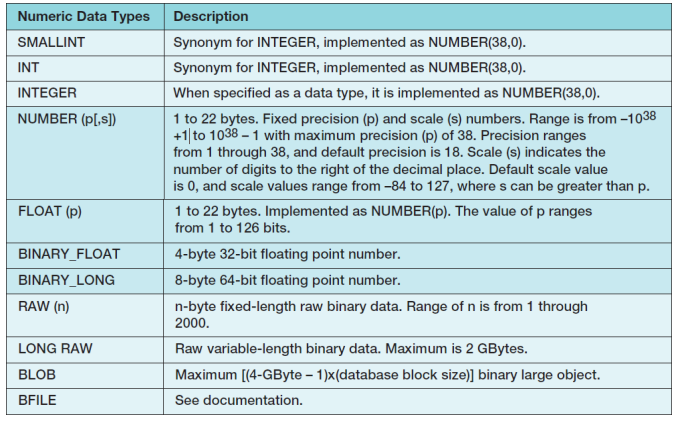 Numeric Data Types Description
SMALLINT Synonym for INTEGER, implemented as NUMBER(38,0).
INT Synonym for INTEGER, implemented as NUMBER(38,0).
INTEGER When specified as a data type, it is implemented as NUMBER(38,0).
NUMBER (p[,s]) 1 to 22 bytes. Fixed precision (p) and scale (s) numbers. Range is from –10³⁸
+1| to 10³⁸ – 1 with maximum precision (p) of 38. Precision ranges
from 1 through 38, and default precision is 18. Scale (s) indicates the
number of digits to the right of the decimal place. Default scale value
is 0, and scale values range from –84 to 127, where s can be greater than p.
FLOAT (p) 1 to 22 bytes. Implemented as NUMBER(p). The value of p ranges
from 1 to 126 bits.
BINARY_FLOAT 4-byte 32-bit floating point number.
BINARY_LONG 8-byte 64-bit floating point number.
RAW (n) n-byte fixed-length raw binary data. Range of n is from 1 through
2000.
LONG RAW Raw variable-length binary data. Maximum is 2 GBytes.
BLOB Maximum [(4-GByte – 1)x(database block size)] binary large object.
BFILE See documentation.